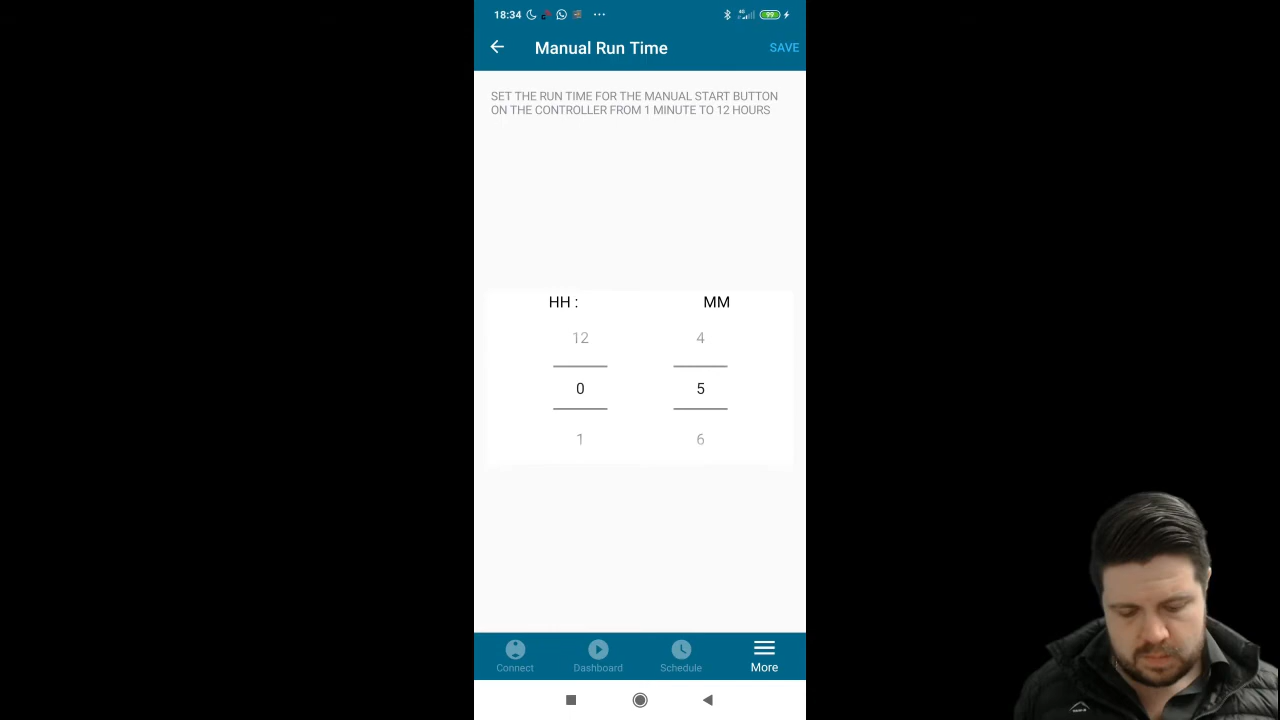 18:34
99
Manual Run Time
SAVE
SET THE RUN TIME FOR THE MANUAL START BUTTON
ON THE CONTROLLER FROM 1 MINUTE TO 12 HOURS
HH : MM
12 4
0 5
1 6
Connect Dashboard Schedule More